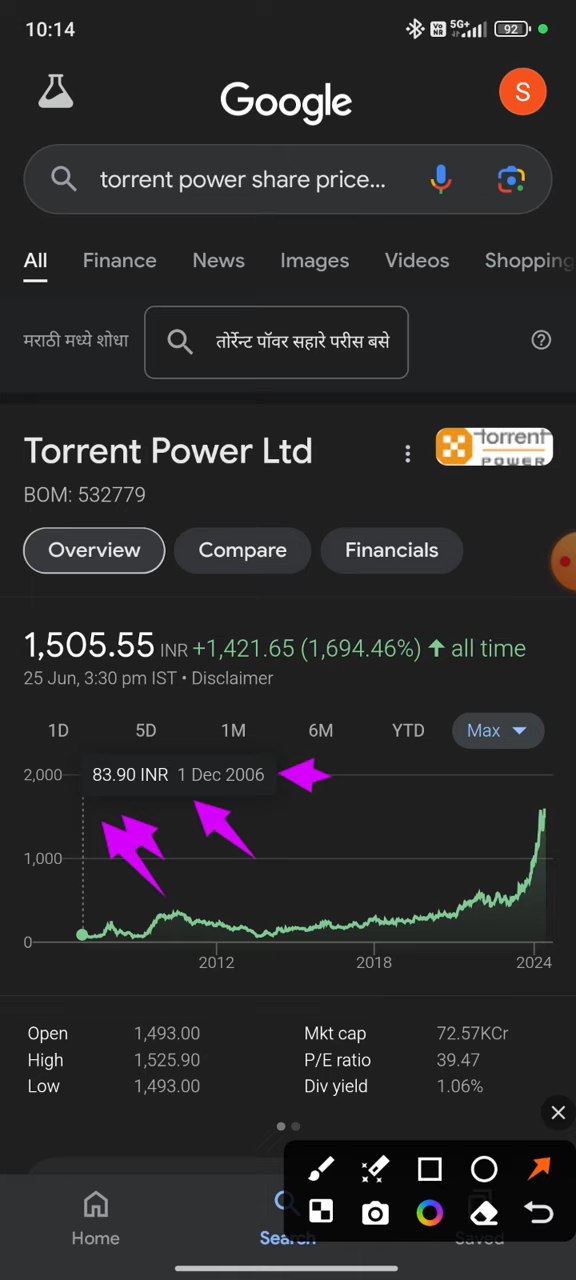 10:14
Vo NR 5G+ 92
Google
S
torrent power share price...
All Finance News Images Videos Shopping
मराठी मध्ये शोधा तोर्रेन्ट पॉवर सहारे परीस बसे
Torrent Power Ltd
torrent
POWER
BOM: 532779
Overview Compare Financials
1,505.55 INR +1,421.65 (1,694.46%) ↑ all time
25 Jun, 3:30 pm IST • Disclaimer
1D 5D 1M 6M YTD Max
2,000
83.90 INR 1 Dec 2006
1,000
0
2012 2018 2024
Open 1,493.00 Mkt cap 72.57KCr
High 1,525.90 P/E ratio 39.47
Low 1,493.00 Div yield 1.06%
Home Search Saved